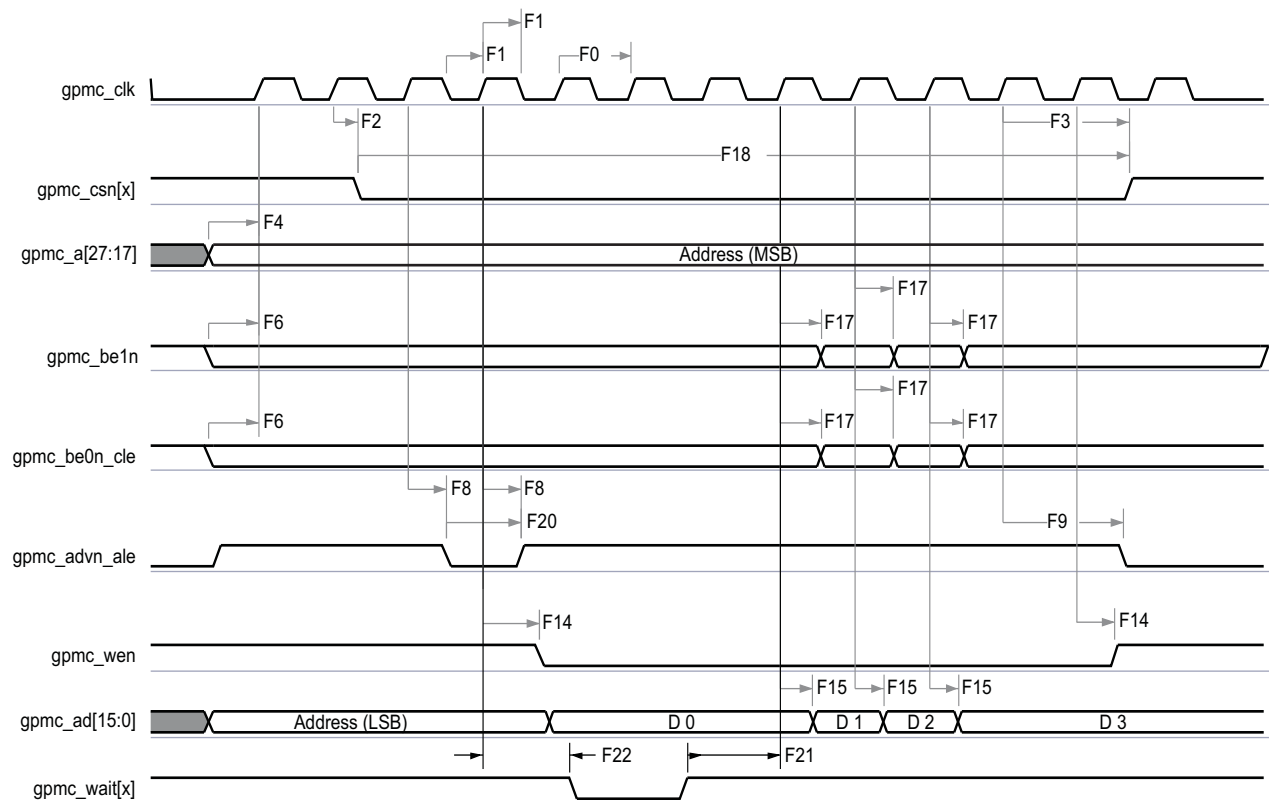 F1
F1 F0
gpmc_clk
F2 F3
F18
gpmc_csn[x]
F4
gpmc_a[27:17] Address (MSB)
F17
F6 F17 F17
gpmc_be1n
F17
F6 F17 F17
gpmc_be0n_cle
F8 F8
F20 F9
gpmc_advn_ale
F14 F14
gpmc_wen
F15 F15 F15
gpmc_ad[15:0] Address (LSB) D 0 D 1 D 2 D 3
F22 F21
gpmc_wait[x]